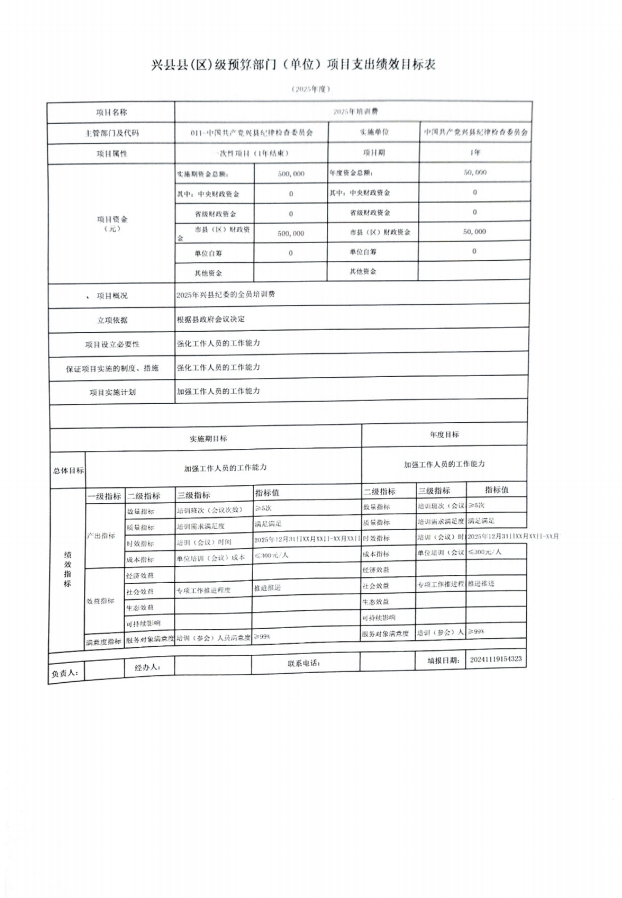 兴县县(区)级预算部门（单位）项目支出绩效目标表
（2025年度）
项目名称 2025年培训费
主管部门及代码 011-中国共产党兴县纪律检查委员会 实施单位 中国共产党兴县纪律检查委员会
项目属性 一次性项目（1年结束） 项目期 1年
项目资金（元）
实施期资金总额： 500,000 年度资金总额： 50,000
其中：中央财政资金 0 其中：中央财政资金 0
省级财政资金 0 省级财政资金 0
市县（区）财政资金 500,000 市县（区）财政资金 50,000
单位自筹 0 单位自筹 0
其他资金 其他资金
项目概况 2025年兴县纪委的全员培训费
立项依据 根据县政府会议决定
项目设立必要性 强化工作人员的工作能力
保证项目实施的制度、措施 强化工作人员的工作能力
项目实施计划 加强工作人员的工作能力
实施期目标 年度目标
总体目标 加强工作人员的工作能力 加强工作人员的工作能力
绩效指标
一级指标 二级指标 三级指标 指标值 二级指标 三级指标 指标值
产出指标
数量指标 培训班次（会议次数） ≥5次 数量指标 培训班次（会议 ≥5次
质量指标 培训需求满足度 满足满足 质量指标 培训需求满足度 满足满足
时效指标 培训（会议）时间 2025年12月31日XX月XX日-XX月XX日 时效指标 培训（会议）时 2025年12月31日XX月XX日-XX月
成本指标 单位培训（会议）成本 ≤300元/人 成本指标 单位培训（会议 ≤300元/人
效益指标
经济效益 经济效益
社会效益 专项工作推进程度 推进推进 社会效益 专项工作推进程 推进推进
生态效益 生态效益
可持续影响 可持续影响
满意度指标 服务对象满意度 培训（参会）人员满意度 ≥99% 服务对象满意度 培训（参会）人 ≥99%
负责人： 经办人： 联系电话： 填报日期： 20241119154323